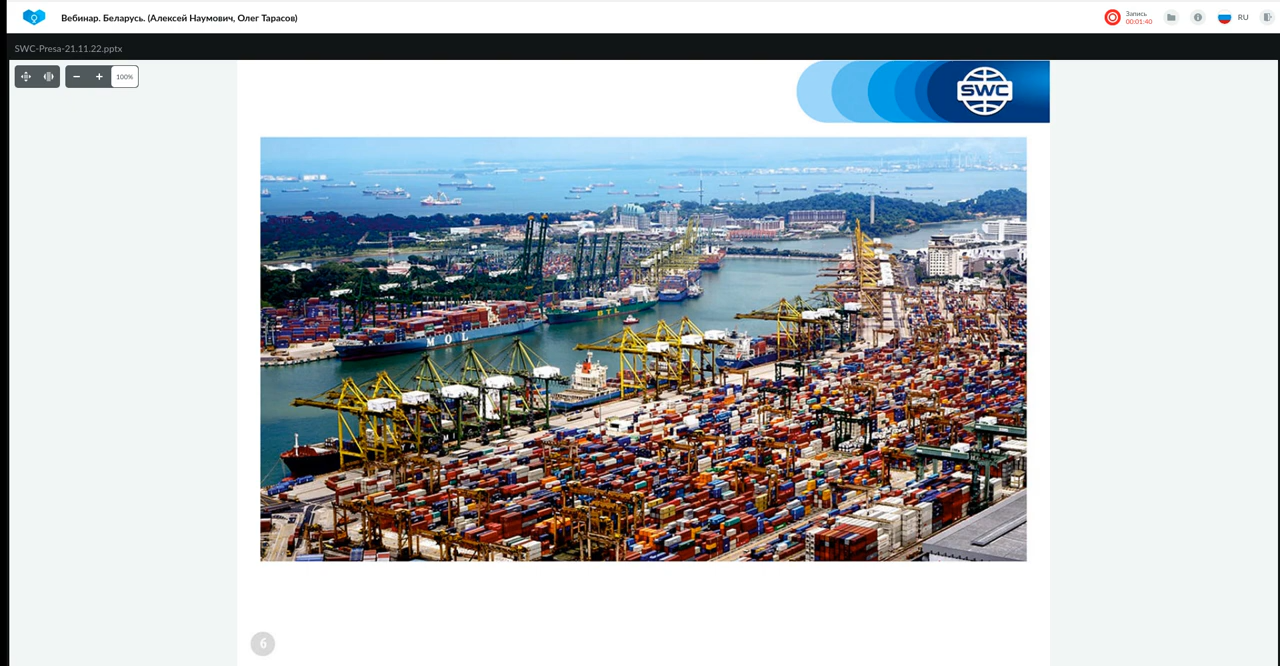 Вебинар. Беларусь. (Алексей Наумович, Олег Тарасов)
Запись
00:01:40
RU
SWC-Presa-21.11.22.pptx
100%
SWC
MOL
6